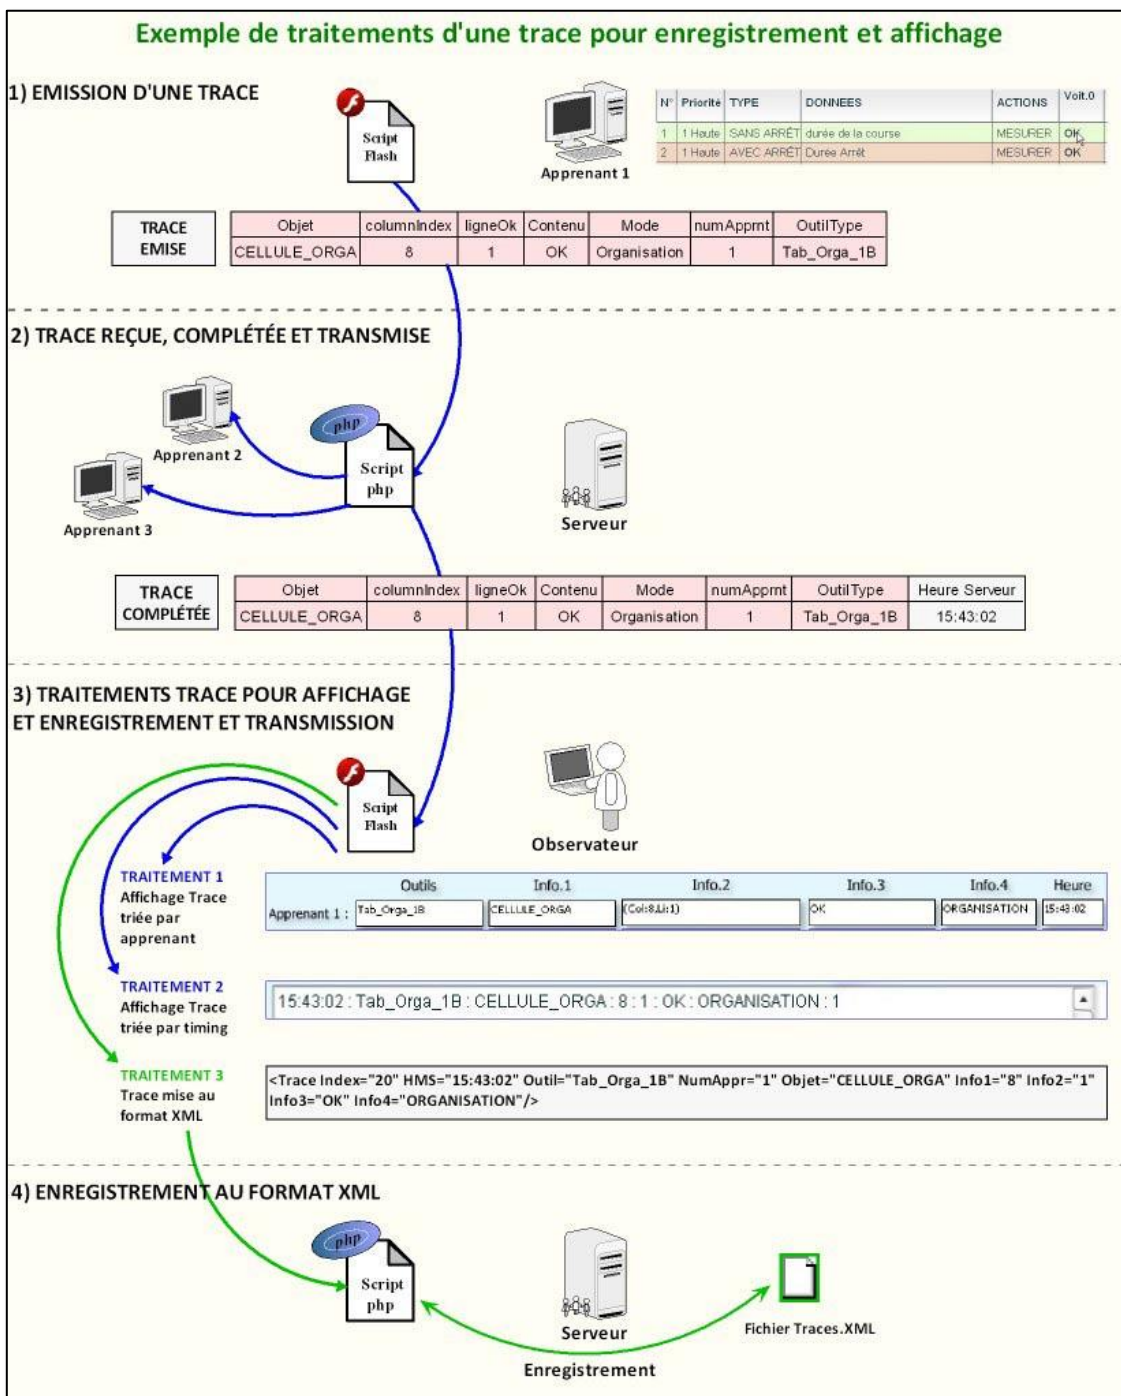 Exemple de traitements d'une trace pour enregistrement et affichage
1) EMISSION D'UNE TRACE
Script
Flash
Apprenant 1
N° Priorité TYPE DONNEES ACTIONS Voit.0
1 1 Haute SANS ARRÊT durée de la course MESURER OK
2 1 Haute AVEC ARRÊT Durée Arrêt MESURER OK
TRACE
EMISE
Objet columnIndex ligneOk Contenu Mode numApprnt OutilType
CELLULE_ORGA 8 1 OK Organisation 1 Tab_Orga_1B
2) TRACE REÇUE, COMPLÉTÉE ET TRANSMISE
Apprenant 2
Apprenant 3
php
Script
php
Serveur
TRACE
COMPLÉTÉE
Objet columnIndex ligneOk Contenu Mode numApprnt OutilType Heure Serveur
CELLULE_ORGA 8 1 OK Organisation 1 Tab_Orga_1B 15:43:02
3) TRAITEMENTS TRACE POUR AFFICHAGE
ET ENREGISTREMENT ET TRANSMISSION
Script
Flash
Observateur
TRAITEMENT 1
Affichage Trace
triée par
apprenant
Outils Info.1 Info.2 Info.3 Info.4 Heure
Apprenant 1 : Tab_Orga_1B CELLULE_ORGA (Col:8,Li:1) OK ORGANISATION 15:43:02
TRAITEMENT 2
Affichage Trace
triée par timing
15:43:02 : Tab_Orga_1B : CELLULE_ORGA : 8 : 1 : OK : ORGANISATION : 1
TRAITEMENT 3
Trace mise au
format XML
<Trace Index="20" HMS="15:43:02" Outil="Tab_Orga_1B" NumAppr="1" Objet="CELLULE_ORGA" Info1="8" Info2="1"
Info3="OK" Info4="ORGANISATION"/>
4) ENREGISTREMENT AU FORMAT XML
php
Script
php
Serveur
Fichier Traces.XML
Enregistrement